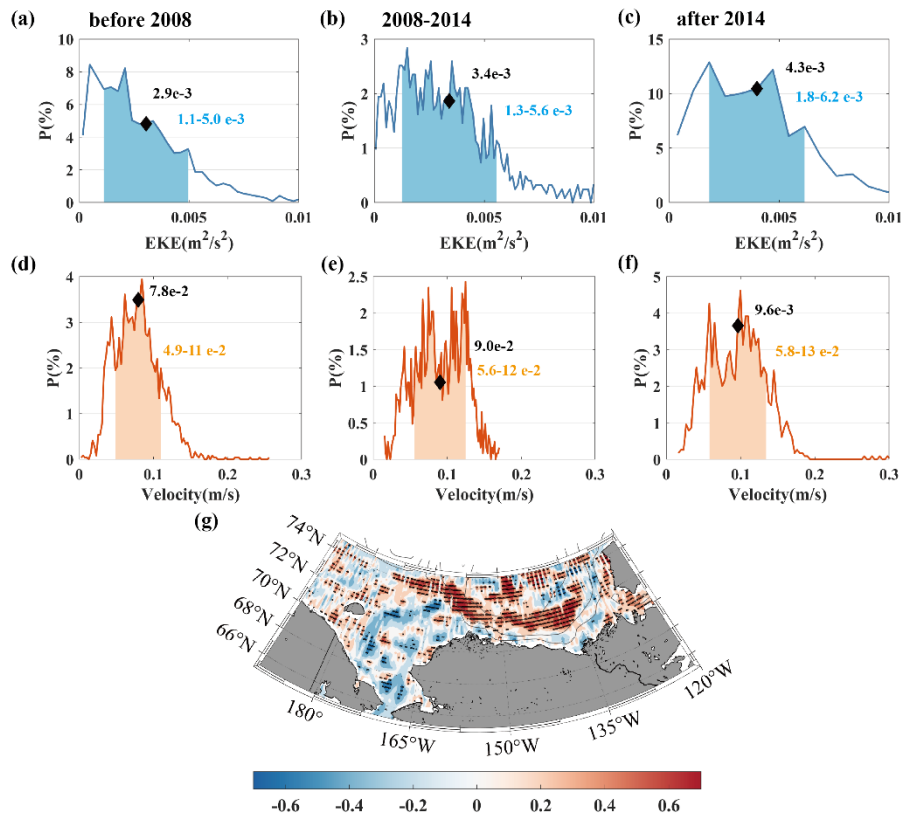 (a) before 2008
(b) 2008-2014
(c) after 2014
10
8
6
4
2
0
P(%)
2.9e-3
1.1-5.0 e-3
0 0.005 0.01
EKE(m²/s²)
3
2
1
0
P(%)
3.4e-3
1.3-5.6 e-3
0 0.005 0.01
EKE(m²/s²)
15
10
5
0
P(%)
4.3e-3
1.8-6.2 e-3
0 0.005 0.01
EKE(m²/s²)
(d)
4
3
2
1
0
P(%)
7.8e-2
4.9-11 e-2
0 0.1 0.2 0.3
Velocity(m/s)
(e)
2.5
2
1.5
1
0.5
0
P(%)
9.0e-2
5.6-12 e-2
0 0.1 0.2 0.3
Velocity(m/s)
(f)
5
4
3
2
1
0
P(%)
9.6e-3
5.8-13 e-2
0 0.1 0.2 0.3
Velocity(m/s)
(g)
74°N
72°N
70°N
68°N
66°N
180°
165°W
150°W
135°W
120°W
-0.6 -0.4 -0.2 0 0.2 0.4 0.6